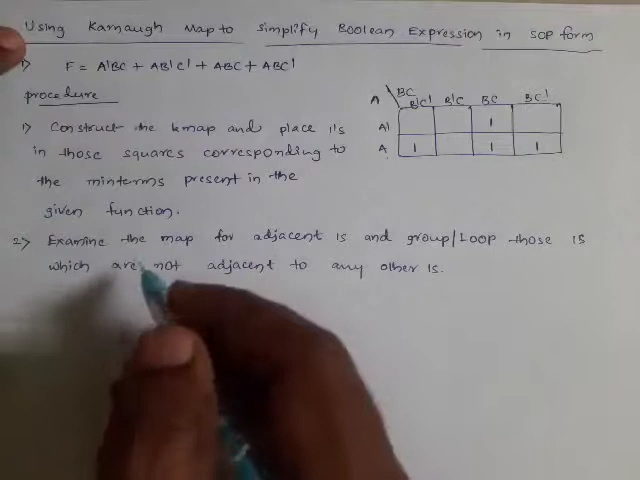 Using Karnaugh Map to simplify Boolean Expression in SOP form
1) F = A'BC + AB'C' + ABC + ABC'
procedure
A \ BC B'C' B'C BC BC'
A' 1
A 1 1 1
1) Construct the kmap and place 1s
in those squares corresponding to
the minterms present in the
given function.
2) Examine the map for adjacent 1s and group/Loop those 1s
which are not adjacent to any other 1s.